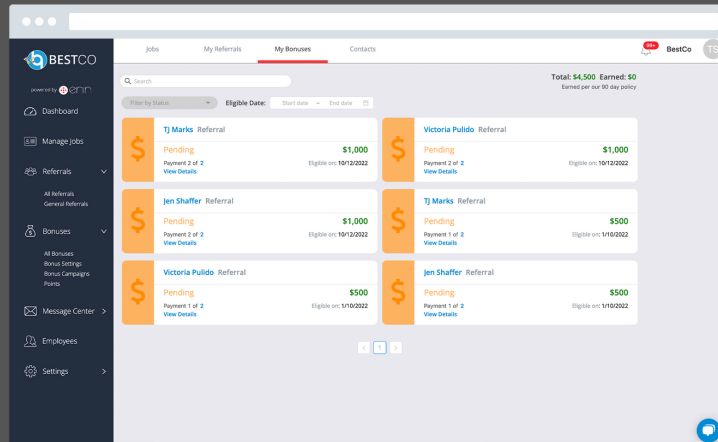 Jobs
My Referrals
My Bonuses
Contacts
99+
BestCo
TS
BESTCO
powered by erin
Dashboard
Manage Jobs
Referrals
All Referrals
General Referrals
Bonuses
All Bonuses
Bonus Settings
Bonus Campaigns
Points
Message Center
Employees
Settings
Search
Total: $4,500 Earned: $0
Earned per our 90 day policy
Filter by Status
Eligible Date:
Start date ~ End date
TJ Marks Referral
Pending
$1,000
Payment 2 of 2
Eligible on: 10/12/2022
View Details
Victoria Pulido Referral
Pending
$1,000
Payment 2 of 2
Eligible on: 10/12/2022
View Details
Jen Shaffer Referral
Pending
$1,000
Payment 2 of 2
Eligible on: 10/12/2022
View Details
TJ Marks Referral
Pending
$500
Payment 1 of 2
Eligible on: 1/10/2022
View Details
Victoria Pulido Referral
Pending
$500
Payment 1 of 2
Eligible on: 1/10/2022
View Details
Jen Shaffer Referral
Pending
$500
Payment 1 of 2
Eligible on: 1/10/2022
View Details
1